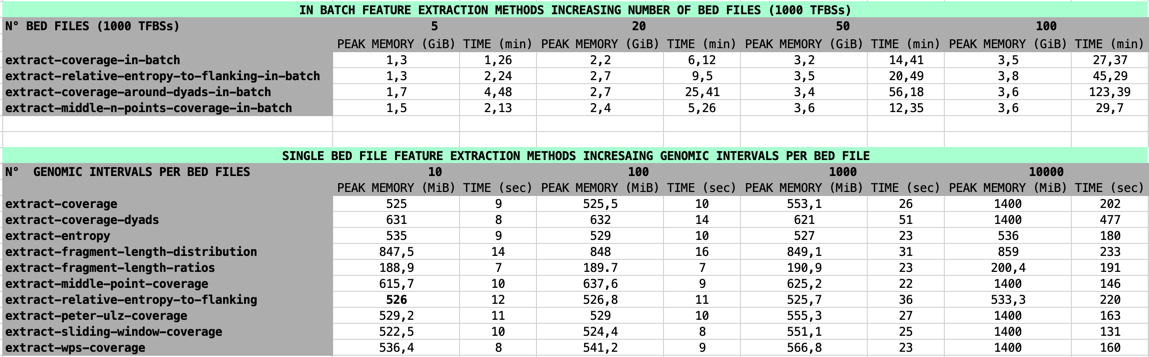 IN BATCH FEATURE EXTRACTION METHODS INCREASING NUMBER OF BED FILES (1000 TFBSs)
N° BED FILES (1000 TFBSs) 5 20 50 100
PEAK MEMORY (GiB) TIME (min) PEAK MEMORY (GiB) TIME (min) PEAK MEMORY (GiB) TIME (min) PEAK MEMORY (GiB) TIME (min)
extract-coverage-in-batch 1,3 1,26 2,2 6,12 3,2 14,41 3,5 27,37
extract-relative-entropy-to-flanking-in-batch 1,3 2,24 2,7 9,5 3,5 20,49 3,8 45,29
extract-coverage-around-dyads-in-batch 1,7 4,48 2,7 25,41 3,4 56,18 3,6 123,39
extract-middle-n-points-coverage-in-batch 1,5 2,13 2,4 5,26 3,6 12,35 3,6 29,7
SINGLE BED FILE FEATURE EXTRACTION METHODS INCRESAING GENOMIC INTERVALS PER BED FILE
N° GENOMIC INTERVALS PER BED FILES 10 100 1000 10000
PEAK MEMORY (MiB) TIME (sec) PEAK MEMORY (MiB) TIME (sec) PEAK MEMORY (MiB) TIME (sec) PEAK MEMORY (MiB) TIME (sec)
extract-coverage 525 9 525,5 10 553,1 26 1400 202
extract-coverage-dyads 631 8 632 14 621 51 1400 477
extract-entropy 535 9 529 10 527 23 536 180
extract-fragment-length-distribution 847,5 14 848 16 849,1 31 859 233
extract-fragment-length-ratios 188,9 7 189.7 7 190,9 23 200,4 191
extract-middle-point-coverage 615,7 10 637,6 9 625,2 22 1400 146
extract-relative-entropy-to-flanking 526 12 526,8 11 525,7 36 533,3 220
extract-peter-ulz-coverage 529,2 11 529 10 555,3 27 1400 163
extract-sliding-window-coverage 522,5 10 524,4 8 551,1 25 1400 131
extract-wps-coverage 536,4 8 541,2 9 566,8 23 1400 160